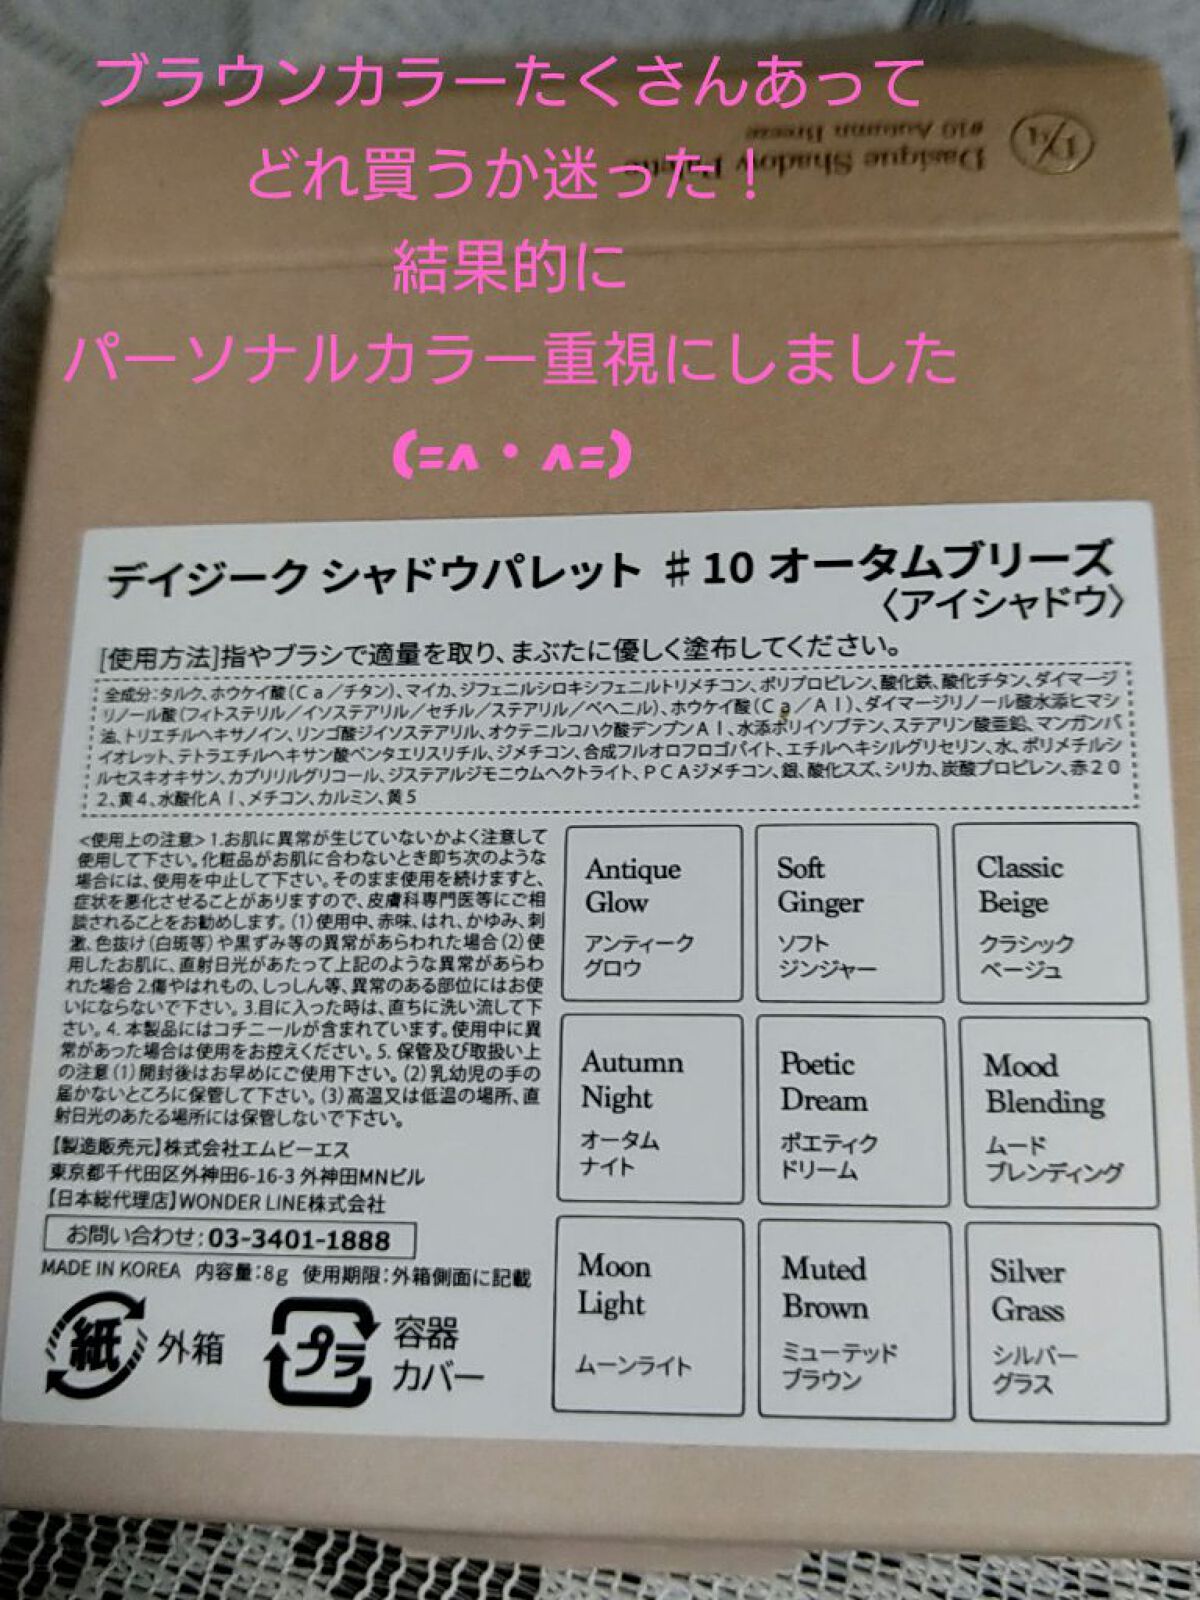 ブラウンカラーたくさんあって
どれ買うか迷った！
結果的に
パーソナルカラー重視にしました
(=^・^=)
Dasique Shadow Palette
#10 Autumn Breeze
デイジーク シャドウパレット ♯10 オータムブリーズ
〈アイシャドウ〉
[使用方法]指やブラシで適量を取り、まぶたに優しく塗布してください。
全成分:タルク、ホウケイ酸(Ca／チタン)、マイカ、ジフェニルシロキシフェニルトリメチコン、ポリプロピレン、酸化鉄、酸化チタン、ダイマージ
リノール酸(フィトステリル／イソステアリル／セチル／ステアリル／ベヘニル)、ホウケイ酸(Ca／Al)、ダイマージリノール酸水添ヒマシ
油、トリエチルヘキサノイン、リンゴ酸ジイソステアリル、オクテニルコハク酸デンプンAl、水添ポリイソブテン、ステアリン酸亜鉛、マンガンバ
イオレット、テトラエチルヘキサン酸ペンタエリスリチル、ジメチコン、合成フルオロフロゴパイト、エチルヘキシルグリセリン、水、ポリメチルシ
ルセスキオキサン、カプリリルグリコール、ジステアルジモニウムヘクトライト、PCAジメチコン、銀、酸化スズ、シリカ、炭酸プロピレン、赤20
2、黄4、水酸化Al、メチコン、カルミン、黄5
<使用上の注意> 1.お肌に異常が生じていないかよく注意して
使用して下さい。化粧品がお肌に合わないとき即ち次のような
場合には、使用を中止して下さい。そのまま使用を続けますと、
症状を悪化させることがありますので、皮膚科専門医等にご相
談されることをお勧めします。(1)使用中、赤味、はれ、かゆみ、刺
激、色抜け(白斑等)や黒ずみ等の異常があらわれた場合(2)使
用したお肌に、直射日光があたって上記のような異常があらわ
れた場合 2.傷やはれもの、しっしん等、異常のある部位にはお使
いにならないで下さい。3.目に入った時は、直ちに洗い流して下
さい。4. 本製品にはコチニールが含まれています。使用中に異
常があった場合は使用をお控えください。5. 保管及び取扱い上
の注意(1)開封後はお早めにご使用下さい。(2)乳幼児の手の
届かないところに保管して下さい。(3)高温又は低温の場所、直
射日光のあたる場所には保管しないで下さい。
【製造販売元】株式会社エムビーエス
東京都千代田区外神田6-16-3 外神田MNビル
【日本総代理店】WONDER LINE株式会社
お問い合わせ:03-3401-1888
MADE IN KOREA 内容量:8g 使用期限:外箱側面に記載
紙 外箱
プラ 容器
カバー
Antique
Glow
アンティーク
グロウ
Soft
Ginger
ソフト
ジンジャー
Classic
Beige
クラシック
ベージュ
Autumn
Night
オータム
ナイト
Poetic
Dream
ポエティク
ドリーム
Mood
Blending
ムード
ブレンディング
Moon
Light
ムーンライト
Muted
Brown
ミューテッド
ブラウン
Silver
Grass
シルバー
グラス